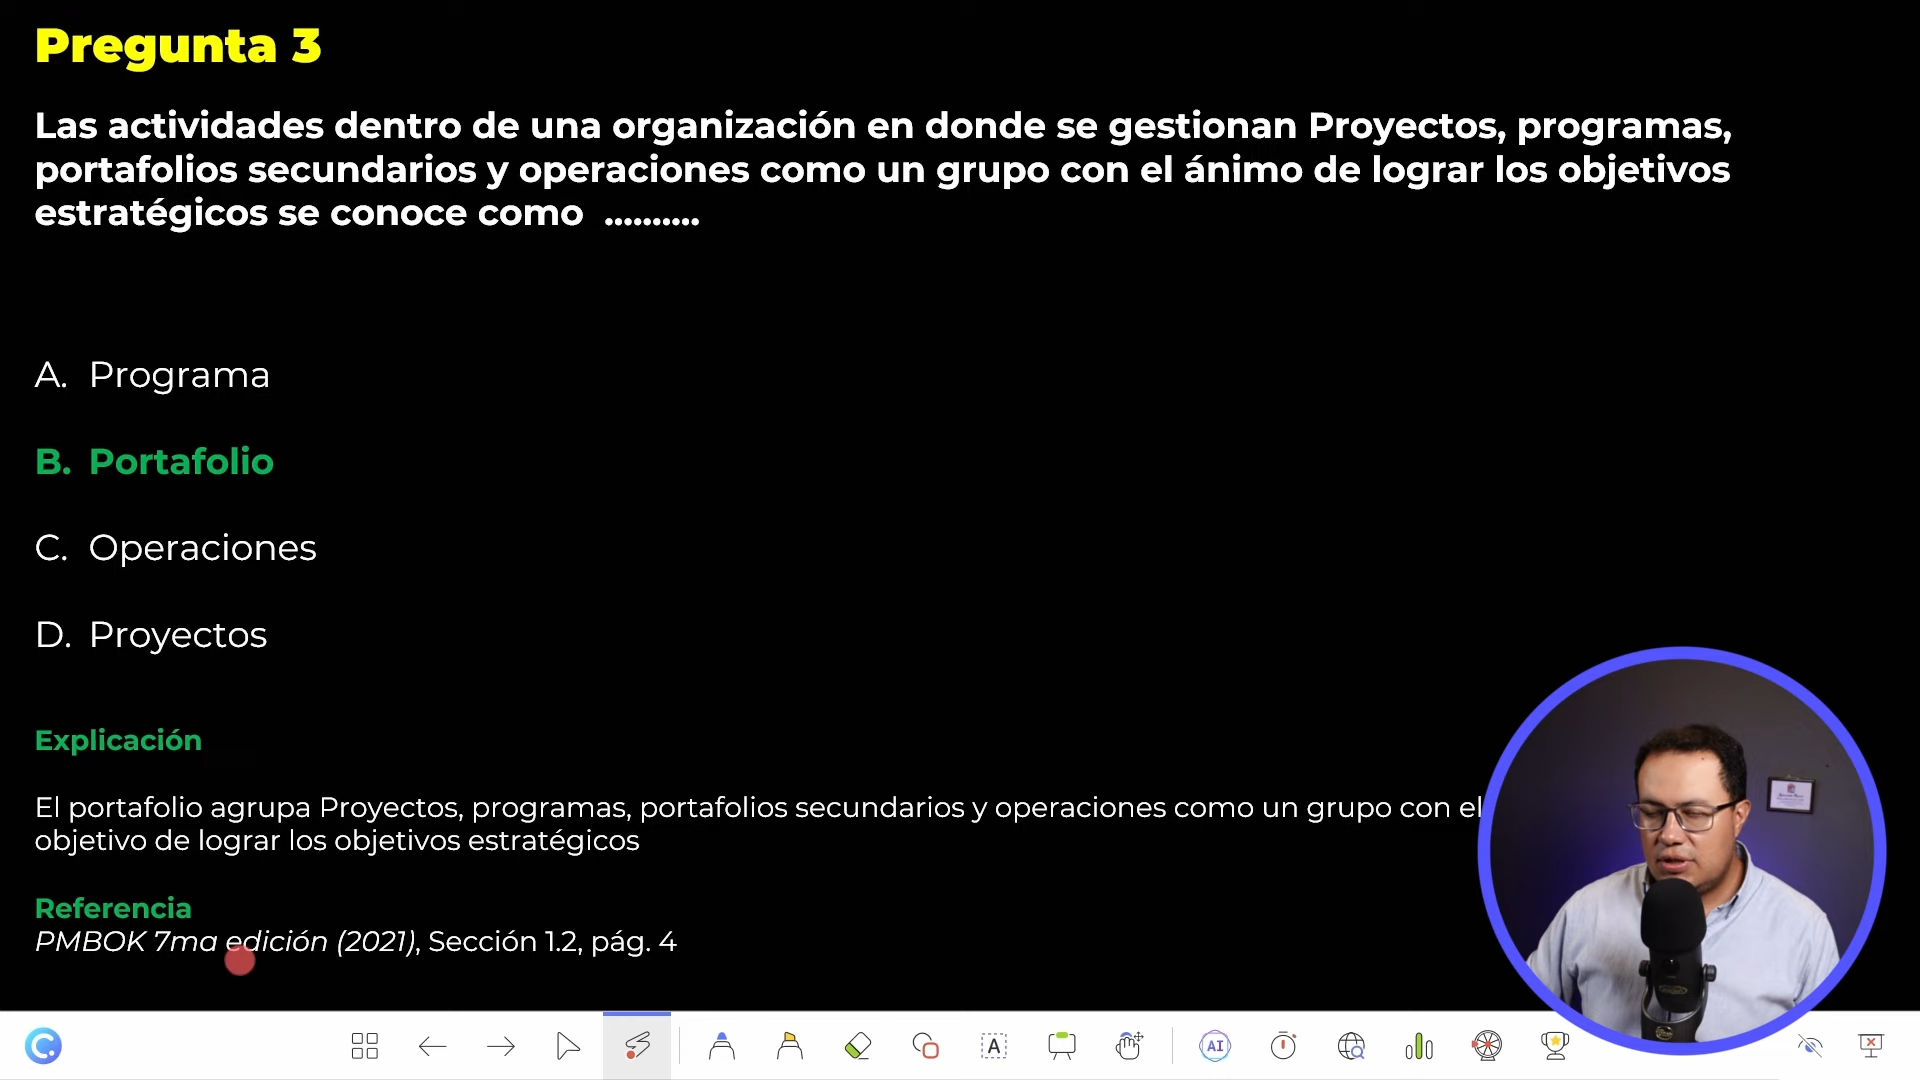 Pregunta 3
Las actividades dentro de una organización en donde se gestionan Proyectos, programas,
portafolios secundarios y operaciones como un grupo con el ánimo de lograr los objetivos
estratégicos se conoce como ..........
A. Programa
B. Portafolio
C. Operaciones
D. Proyectos
Explicación
El portafolio agrupa Proyectos, programas, portafolios secundarios y operaciones como un grupo con el
objetivo de lograr los objetivos estratégicos
Referencia
PMBOK 7ma edición (2021), Sección 1.2, pág. 4
C.
A
AI